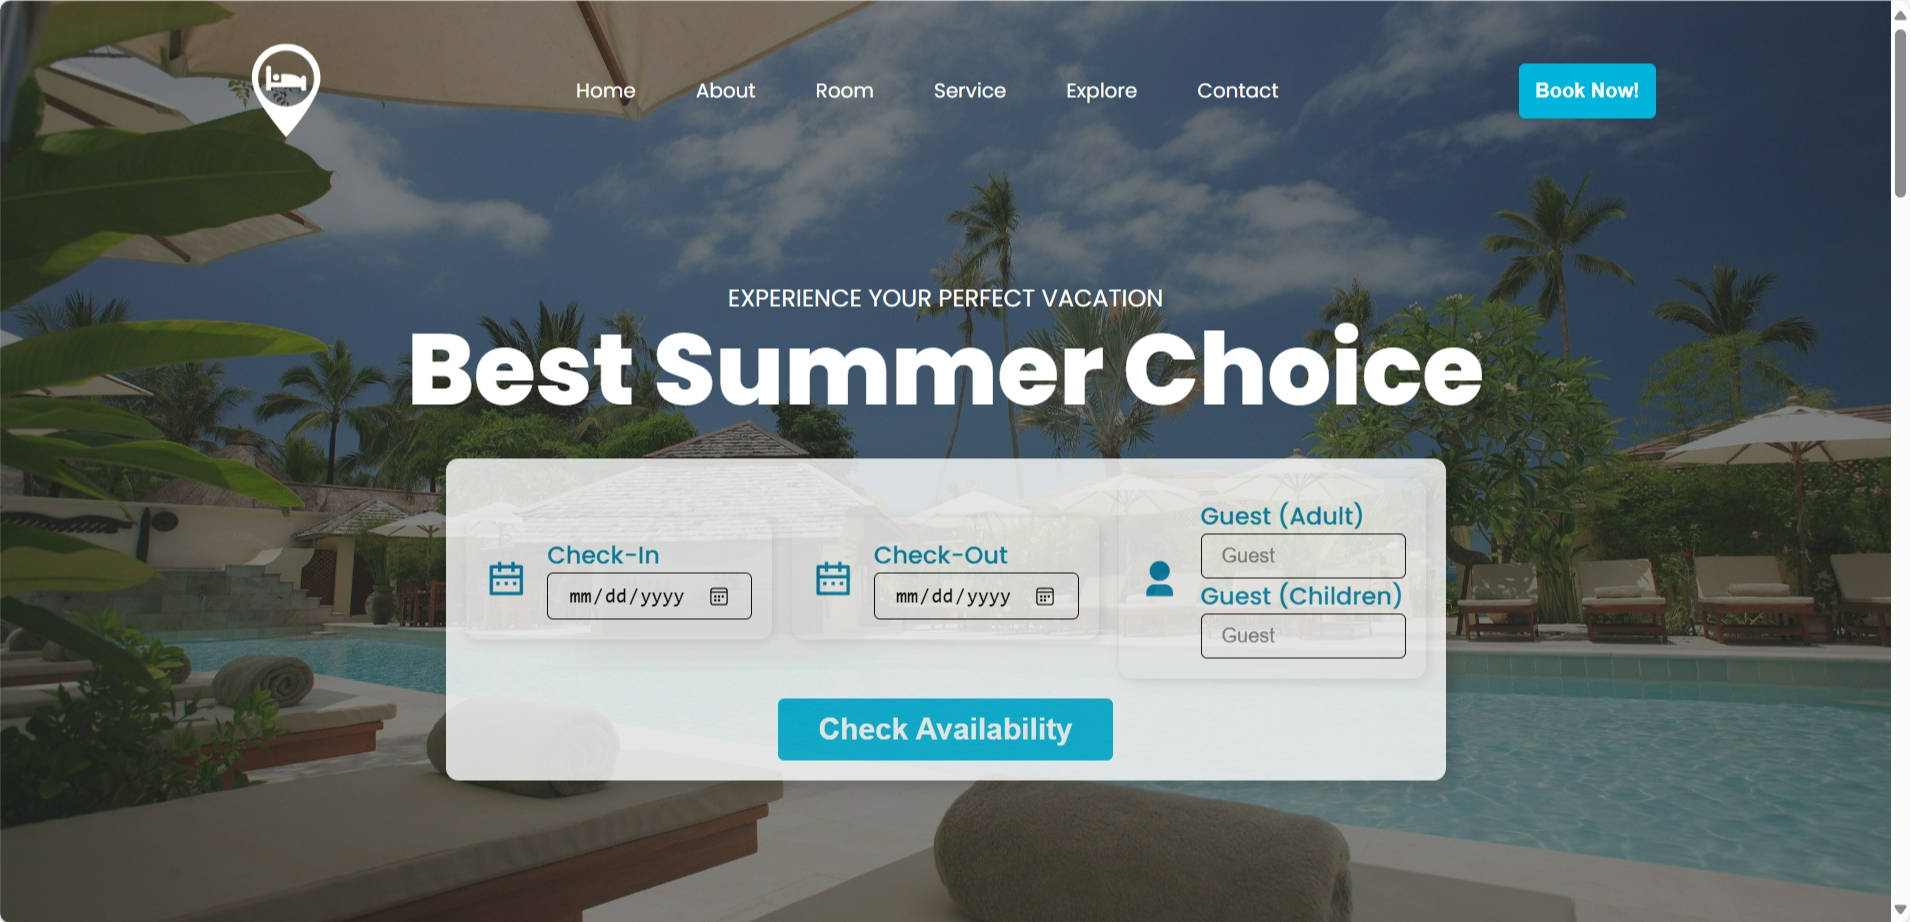 Home About Room Service Explore Contact Book Now!
EXPERIENCE YOUR PERFECT VACATION
Best Summer Choice
Guest (Adult)
Check-In Check-Out Guest
mm/dd/yyyy mm/dd/yyyy Guest (Children)
Guest
Check Availability